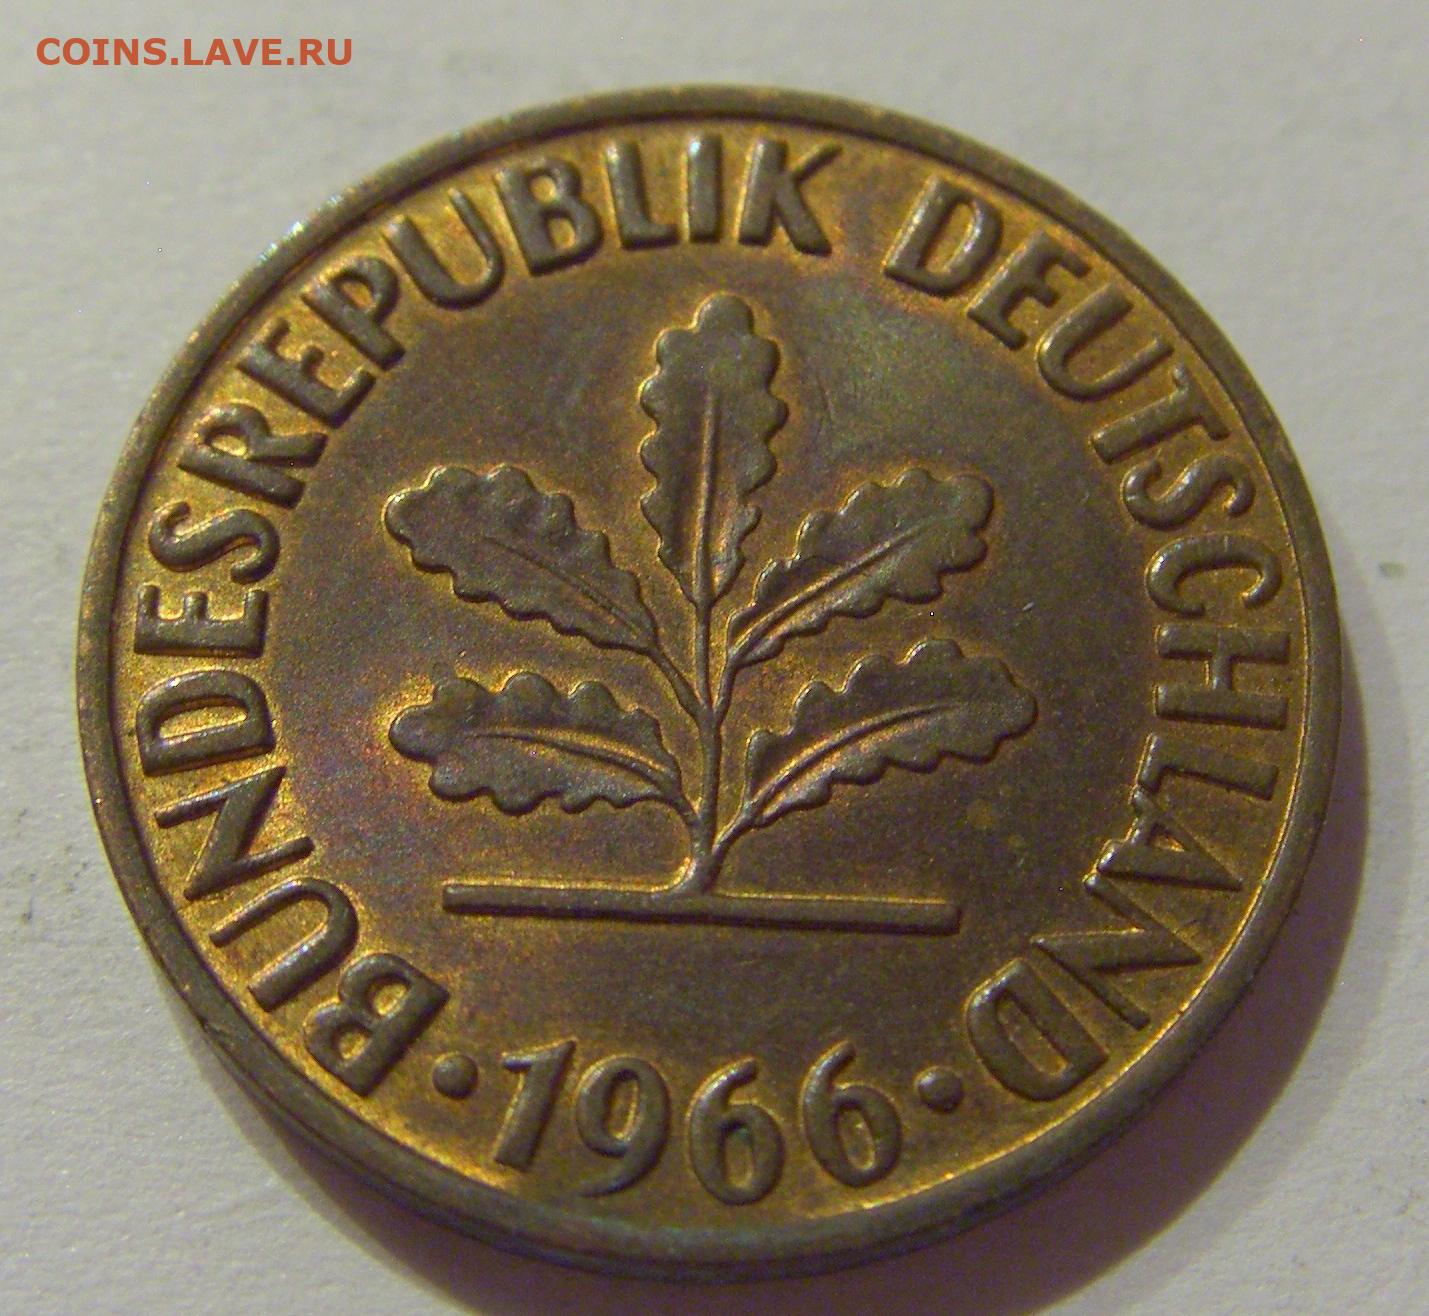 COINS.LAVE.RU
BUNDESREPUBLIK DEUTSCHLAND
· 1966 ·